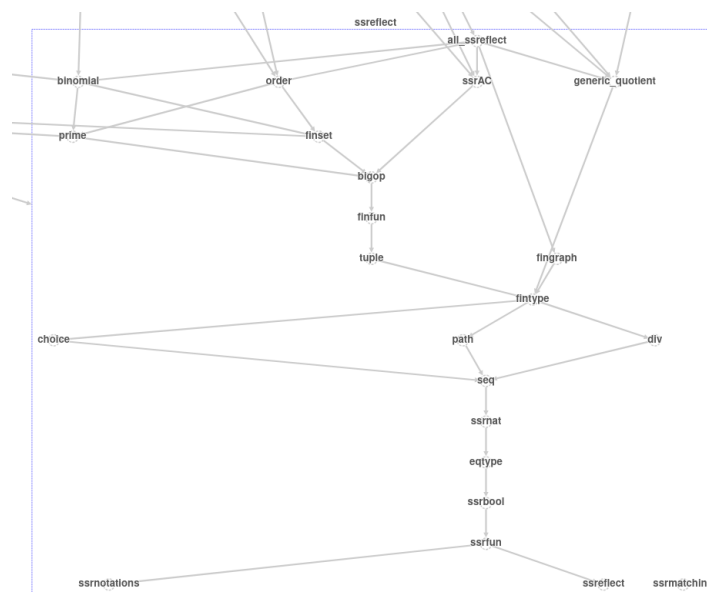 ssreflect
all_ssreflect
binomial order ssrAC generic_quotient
prime finset
bigop
finfun
tuple fingraph
fintype
choice path div
seq
ssrnat
eqtype
ssrbool
ssrfun
ssrnotations ssreflect ssrmatchin